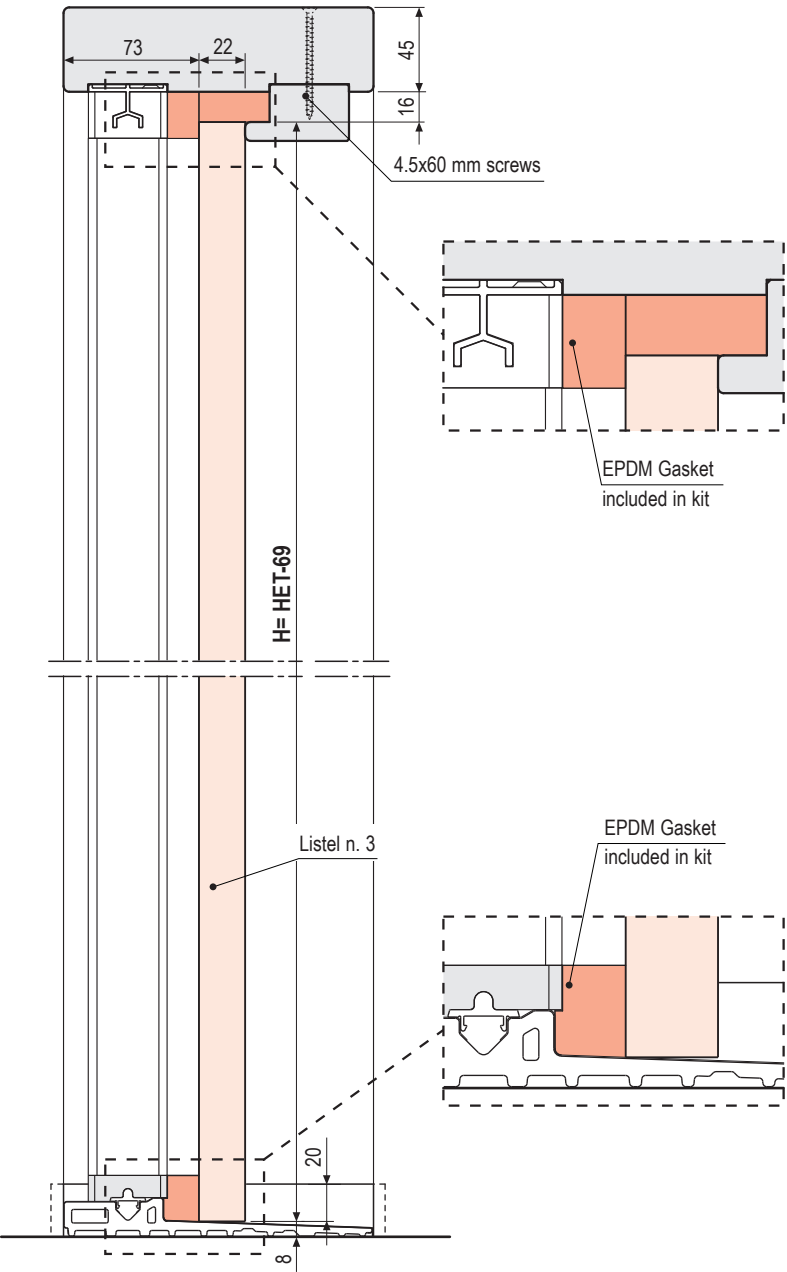 73
22
45
16
4.5x60 mm screws
EPDM Gasket
included in kit
H= HET-69
Listel n. 3
EPDM Gasket
included in kit
20
8